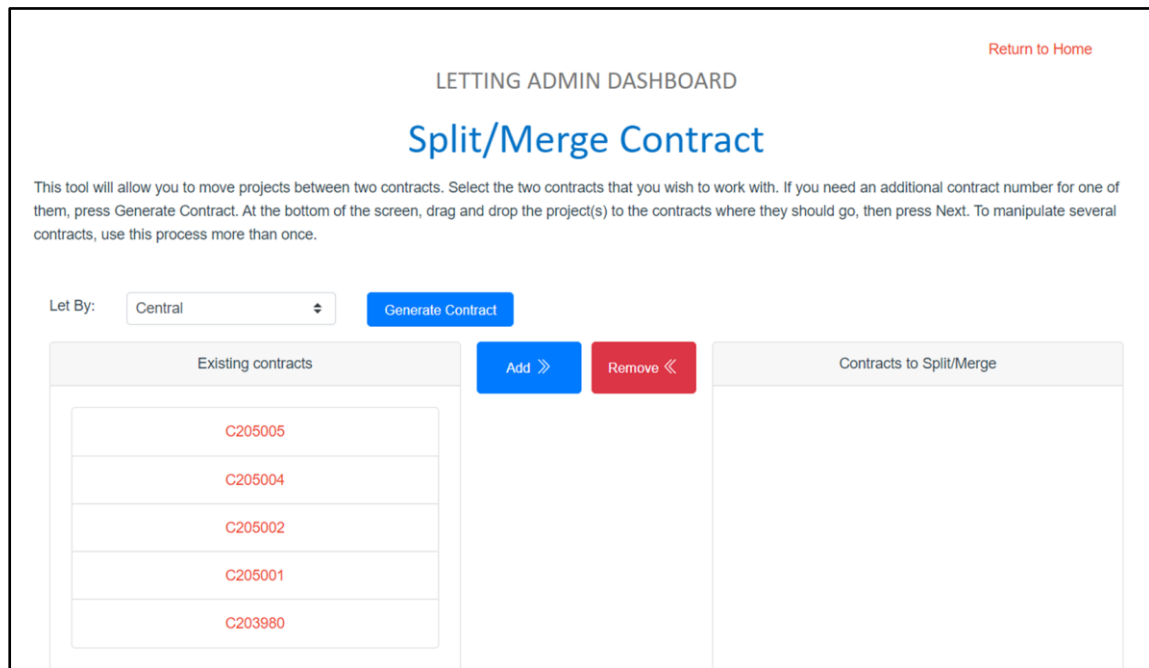 Return to Home
LETTING ADMIN DASHBOARD
Split/Merge Contract
This tool will allow you to move projects between two contracts. Select the two contracts that you wish to work with. If you need an additional contract number for one of
them, press Generate Contract. At the bottom of the screen, drag and drop the project(s) to the contracts where they should go, then press Next. To manipulate several
contracts, use this process more than once.
Let By: Central Generate Contract
Existing contracts Add Remove Contracts to Split/Merge
C205005
C205004
C205002
C205001
C203980